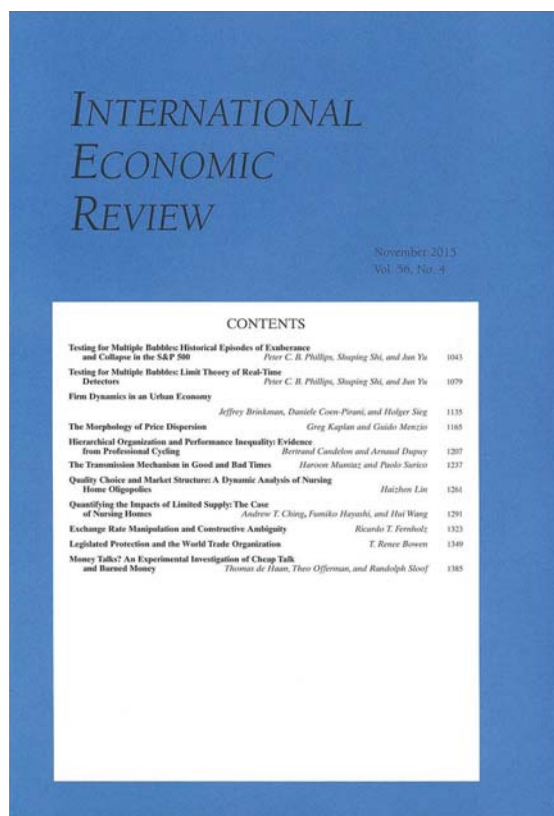 INTERNATIONAL
ECONOMIC
REVIEW
November 2015
Vol. 56, No. 4
CONTENTS
Testing for Multiple Bubbles: Historical Episodes of Exuberance
and Collapse in the S&P 500 Peter C. B. Phillips, Shuping Shi, and Jun Yu 1043
Testing for Multiple Bubbles: Limit Theory of Real-Time
Detectors Peter C. B. Phillips, Shuping Shi, and Jun Yu 1079
Firm Dynamics in an Urban Economy
Jeffrey Brinkman, Daniele Coen-Pirani, and Holger Sieg 1135
The Morphology of Price Dispersion Greg Kaplan and Guido Menzio 1165
Hierarchical Organization and Performance Inequality: Evidence
from Professional Cycling Bertrand Candelon and Arnaud Dupuy 1207
The Transmission Mechanism in Good and Bad Times Haroon Mumtaz and Paolo Surico 1237
Quality Choice and Market Structure: A Dynamic Analysis of Nursing
Home Oligopolies Haizhen Lin 1261
Quantifying the Impacts of Limited Supply: The Case
of Nursing Homes Andrew T. Ching, Fumiko Hayashi, and Hui Wang 1291
Exchange Rate Manipulation and Constructive Ambiguity Ricardo T. Fernholz 1323
Legislated Protection and the World Trade Organization T. Renee Bowen 1349
Money Talks? An Experimental Investigation of Cheap Talk
and Burned Money Thomas de Haan, Theo Offerman, and Randolph Sloof 1385